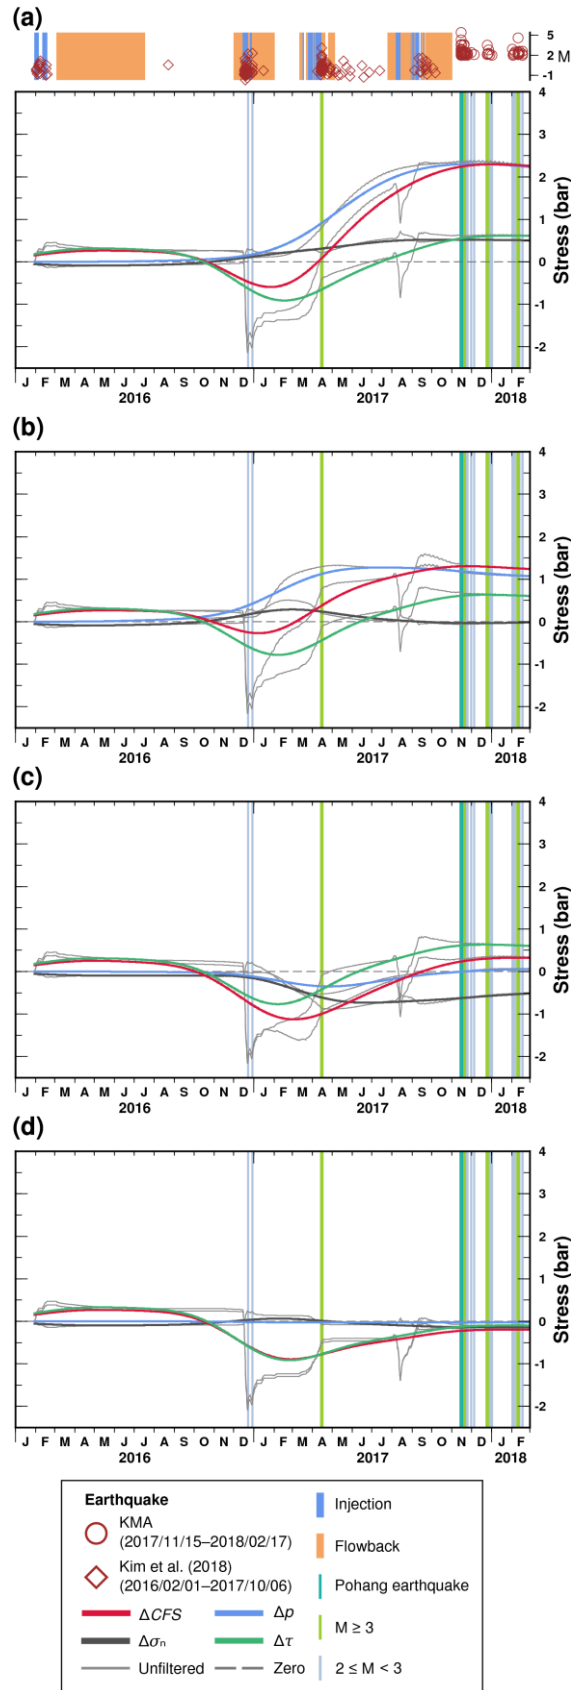 (a)
5
2 M
-1
4
3
2
1
0
-1
-2
Stress (bar)
J F M A M J J A S O N D J F M A M J J A S O N D J F
2016 2017 2018
(b)
4
3
2
1
0
-1
-2
Stress (bar)
J F M A M J J A S O N D J F M A M J J A S O N D J F
2016 2017 2018
(c)
4
3
2
1
0
-1
-2
Stress (bar)
J F M A M J J A S O N D J F M A M J J A S O N D J F
2016 2017 2018
(d)
4
3
2
1
0
-1
-2
Stress (bar)
J F M A M J J A S O N D J F M A M J J A S O N D J F
2016 2017 2018
Earthquake
KMA
(2017/11/15–2018/02/17)
Kim et al. (2018)
(2016/02/01–2017/10/06)
ΔCFS Δp
Δσₙ Δτ
Unfiltered Zero
Injection
Flowback
Pohang earthquake
M ≥ 3
2 ≤ M < 3